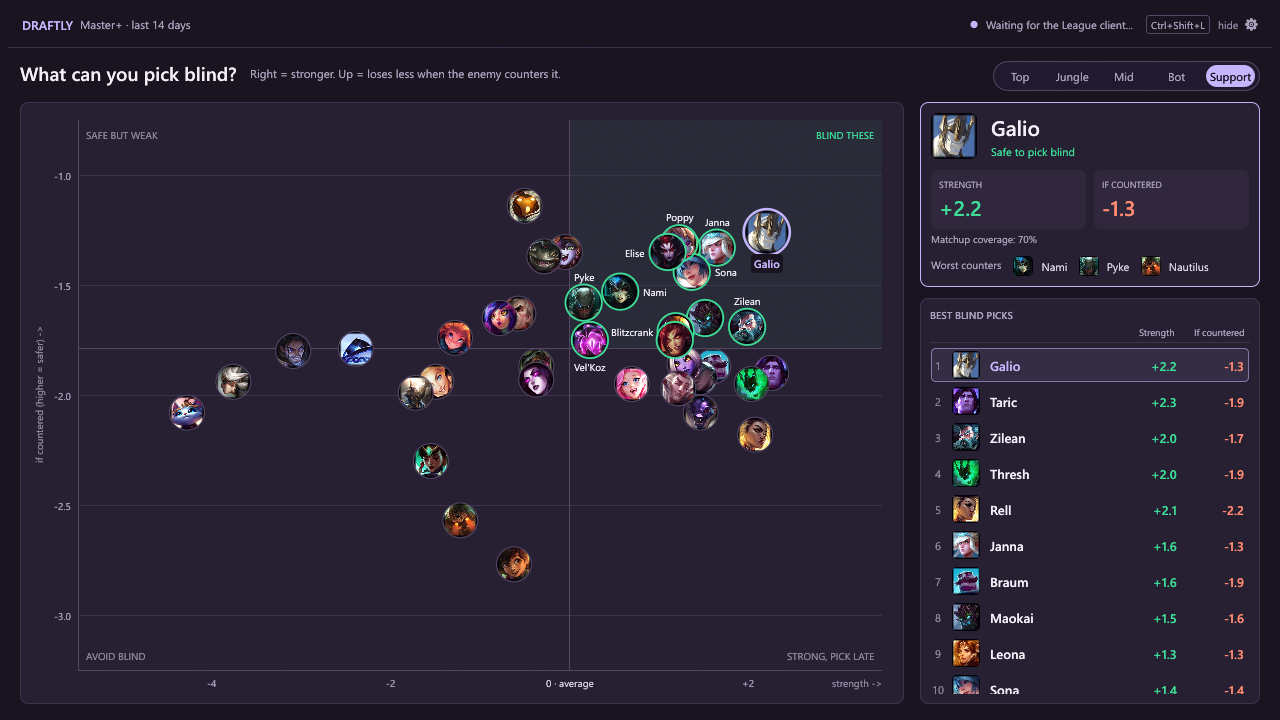 DRAFTLY Master+ · last 14 days
Waiting for the League client... Ctrl+Shift+L hide
What can you pick blind? Right = stronger. Up = loses less when the enemy counters it.
Top Jungle Mid Bot Support
SAFE BUT WEAK
BLIND THESE
-1.0
-1.5
-2.0
-2.5
-3.0
if countered (higher = safer) ->
Poppy
Janna
Elise
Galio
Sona
Pyke
Nami
Zilean
Blitzcrank
Vel'Koz
AVOID BLIND
STRONG, PICK LATE
-4
-2
0 · average
+2
strength ->
Galio
Safe to pick blind
STRENGTH
+2.2
IF COUNTERED
-1.3
Matchup coverage: 70%
Worst counters Nami Pyke Nautilus
BEST BLIND PICKS
Strength If countered
1 Galio +2.2 -1.3
2 Taric +2.3 -1.9
3 Zilean +2.0 -1.7
4 Thresh +2.0 -1.9
5 Rell +2.1 -2.2
6 Janna +1.6 -1.3
7 Braum +1.6 -1.9
8 Maokai +1.5 -1.6
9 Leona +1.3 -1.3
10 Sona +1.4 -1.4